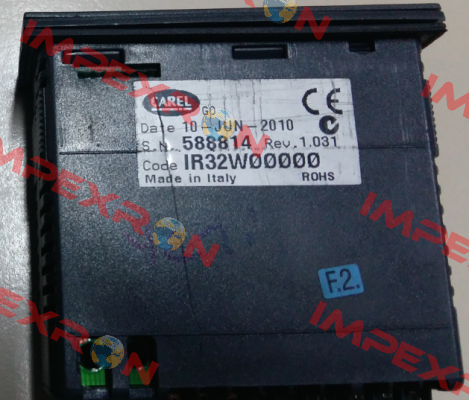 CAREL
GO
Date 10-JUN-2010
S.N. 588814 Rev. 1.031
Code IR32W00000
Made in Italy ROHS
CE
F.2.
IMPEXRON
IMPEXRON
IMPEXRON
IMPEXRON